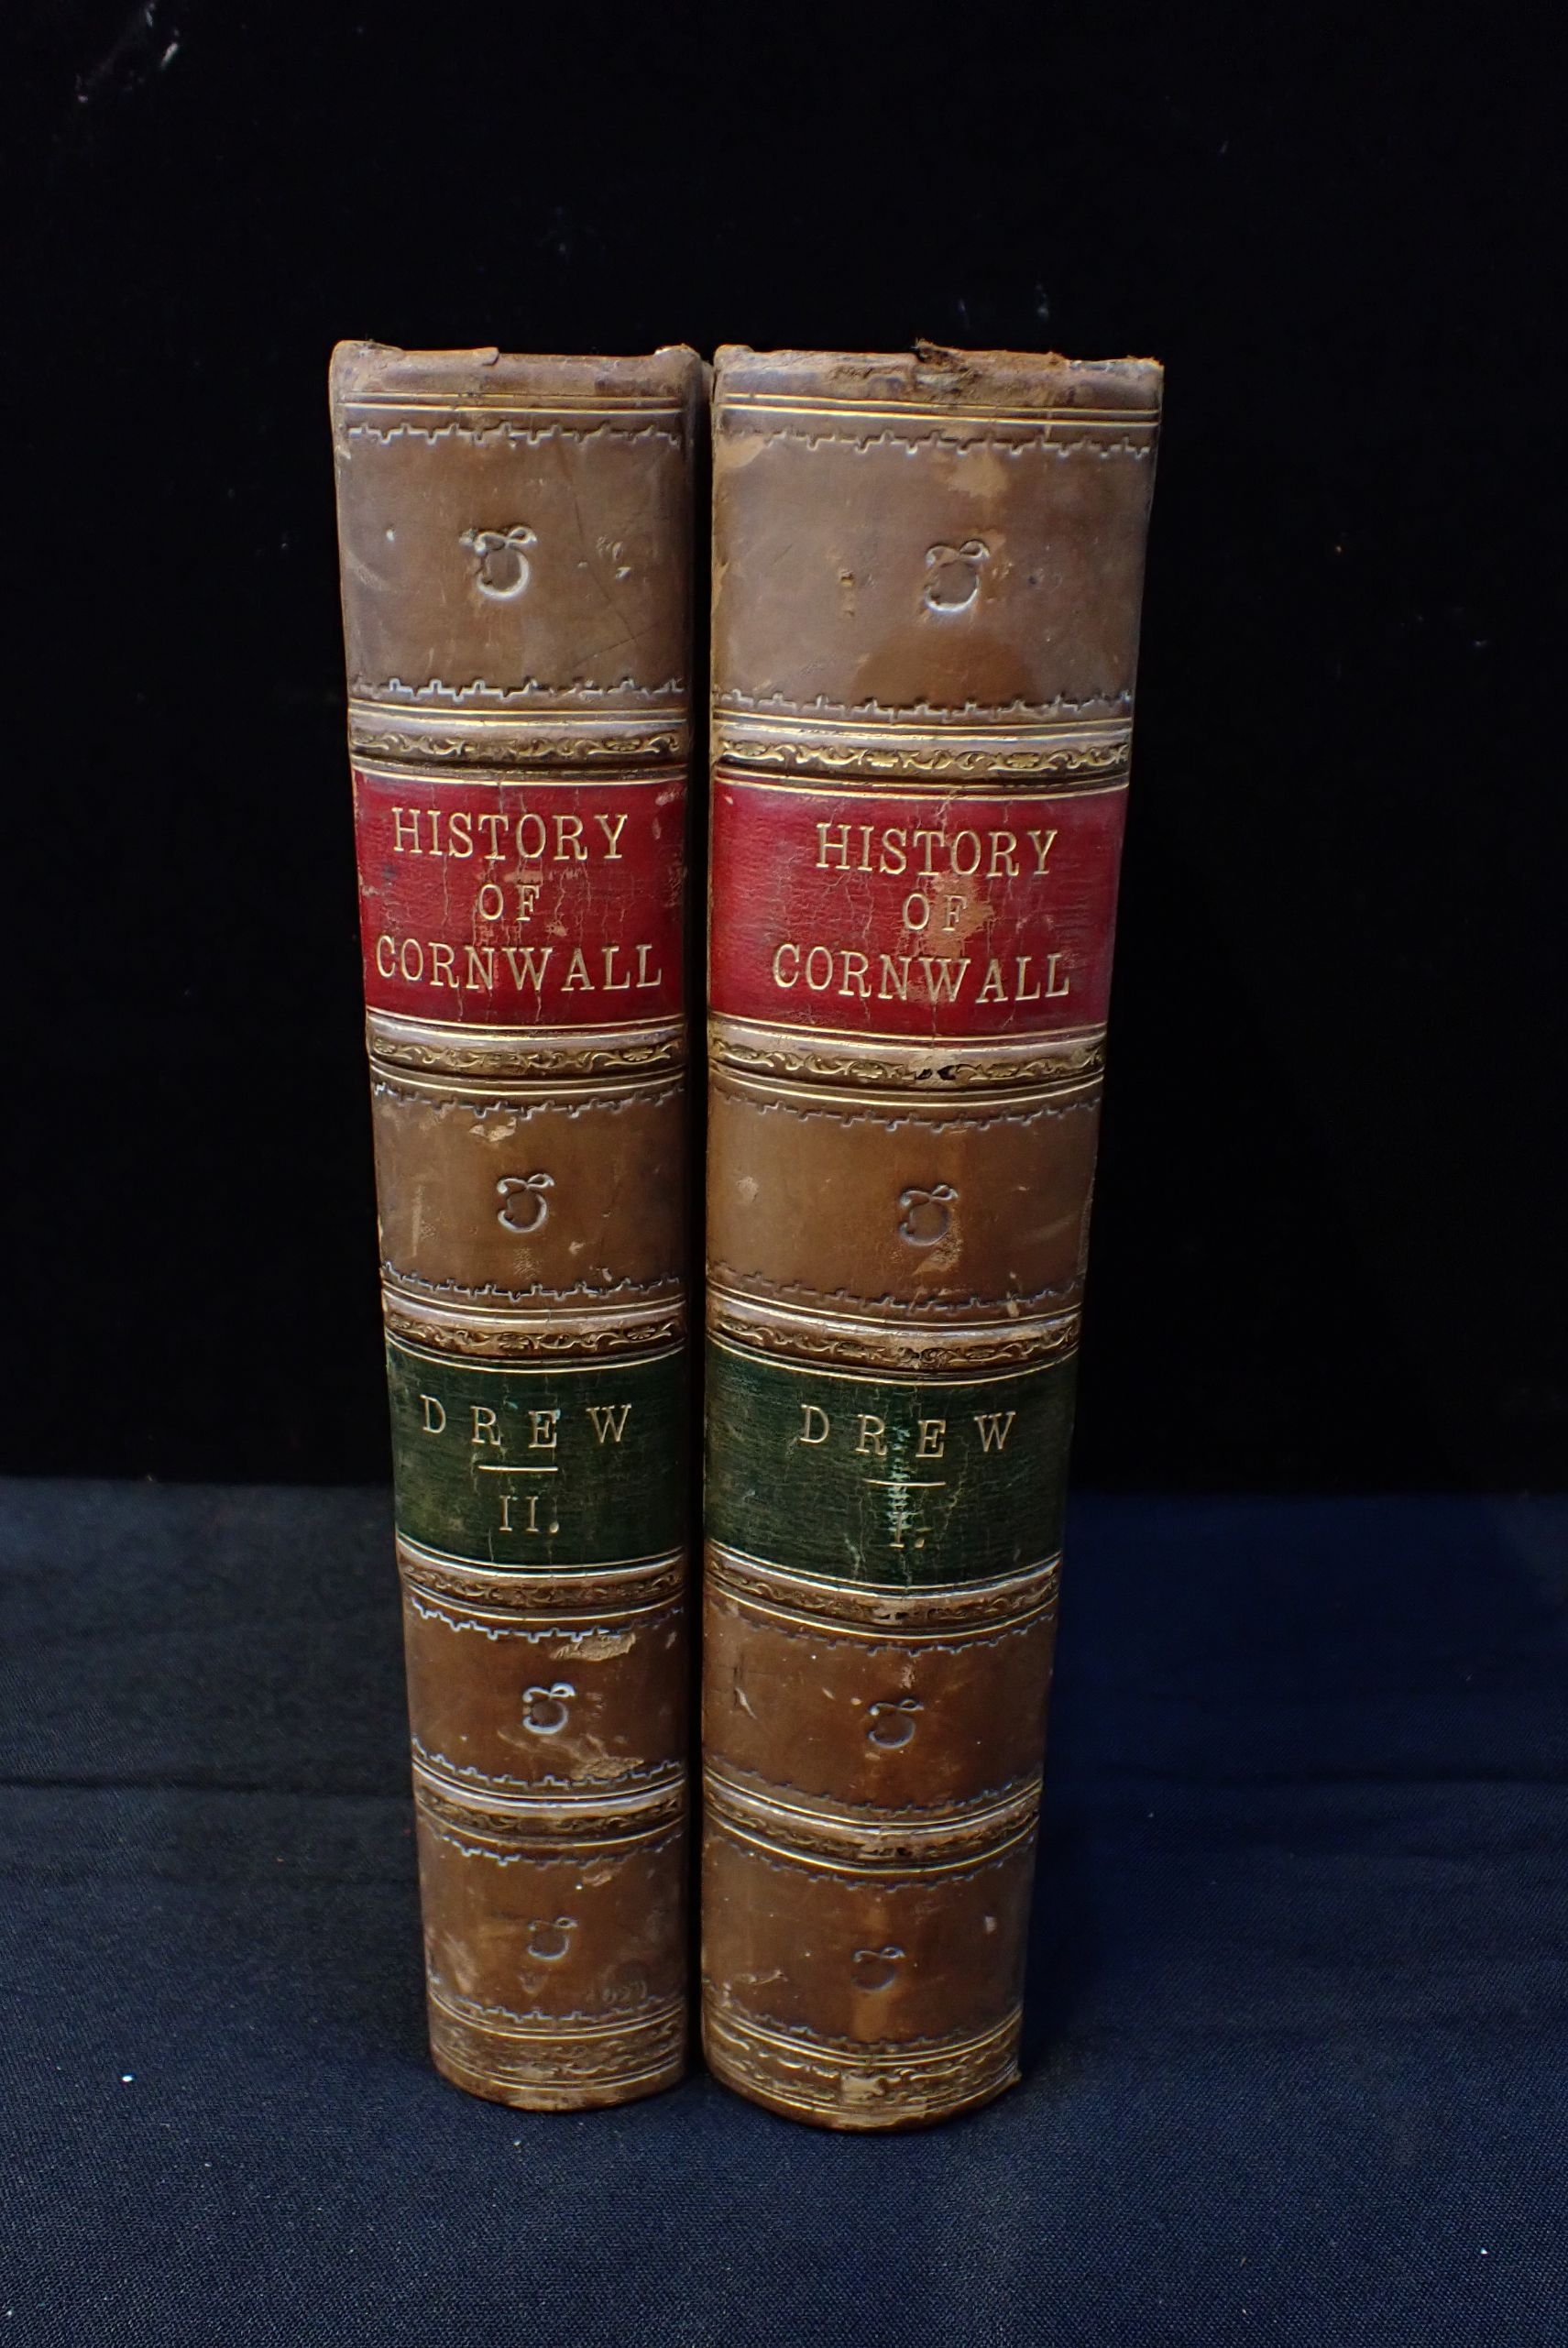 HISTORY
OF
CORNWALL
DREW
II.
HISTORY
OF
CORNWALL
DREW
I.